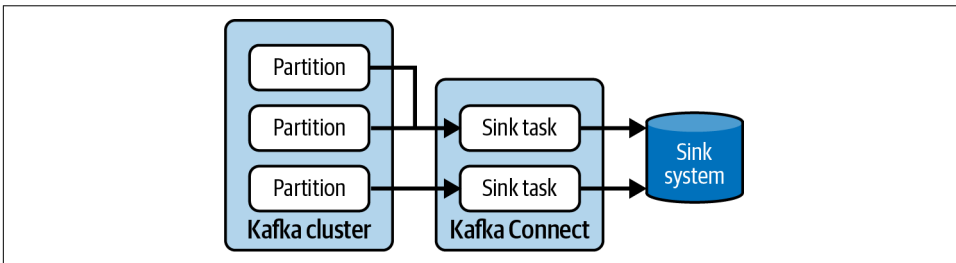 Partition
Partition
Partition
Kafka cluster
Sink task
Sink task
Kafka Connect
Sink
system